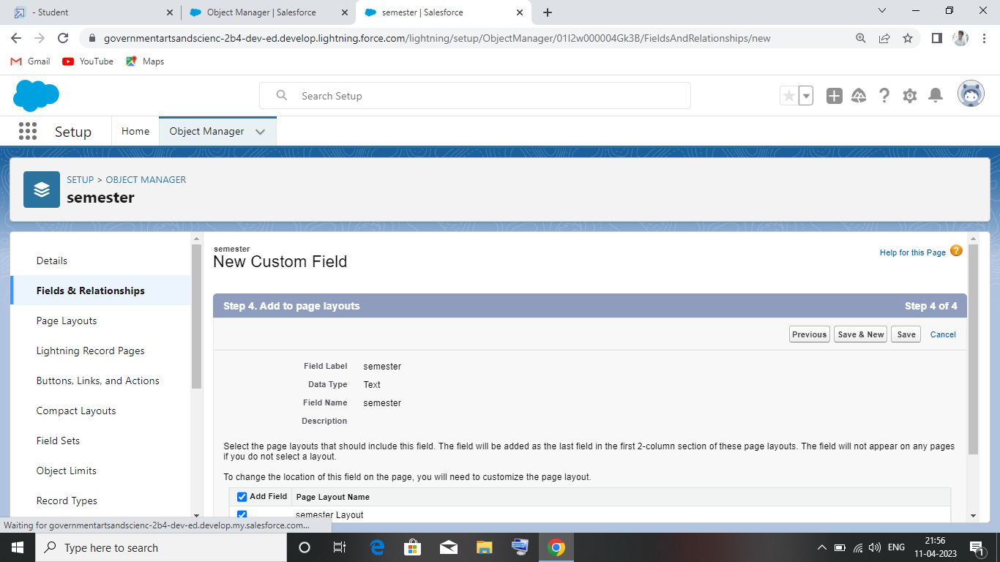 - Student
Object Manager | Salesforce
semester | Salesforce
governmentartsandscienc-2b4-dev-ed.develop.lightning.force.com/lightning/setup/ObjectManager/01I2w000004Gk3B/FieldsAndRelationships/new
Gmail
YouTube
Maps
Search Setup
Setup
Home
Object Manager
SETUP > OBJECT MANAGER
semester
Details
Fields & Relationships
Page Layouts
Lightning Record Pages
Buttons, Links, and Actions
Compact Layouts
Field Sets
Object Limits
Record Types
semester
New Custom Field
Help for this Page
Step 4. Add to page layouts
Step 4 of 4
Previous
Save & New
Save
Cancel
Field Label semester
Data Type Text
Field Name semester
Description
Select the page layouts that should include this field. The field will be added as the last field in the first 2-column section of these page layouts. The field will not appear on any pages
if you do not select a layout.
To change the location of this field on the page, you will need to customize the page layout.
Add Field Page Layout Name
semester Layout
Waiting for governmentartsandscienc-2b4-dev-ed.develop.my.salesforce.com...
Type here to search
ENG
21:56
11-04-2023
1